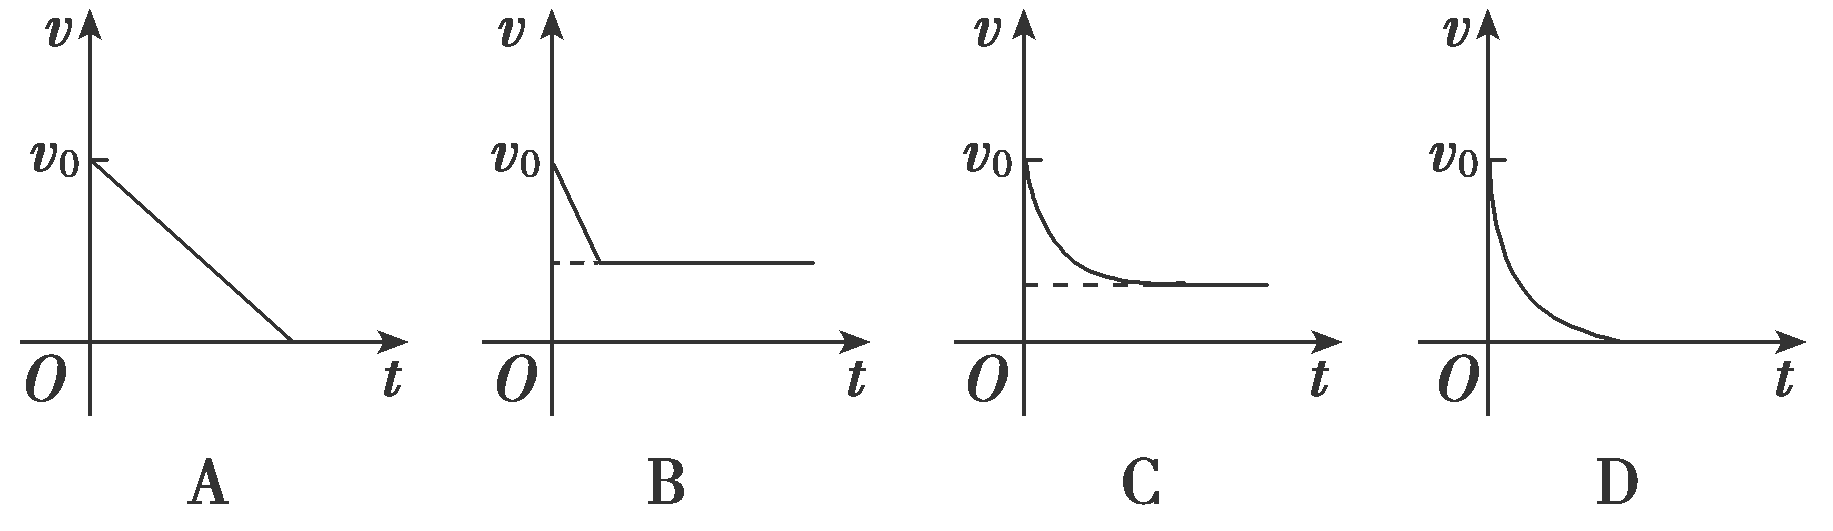 v v v v
v₀ v₀ v₀ v₀
O t O t O t O t
A B C D